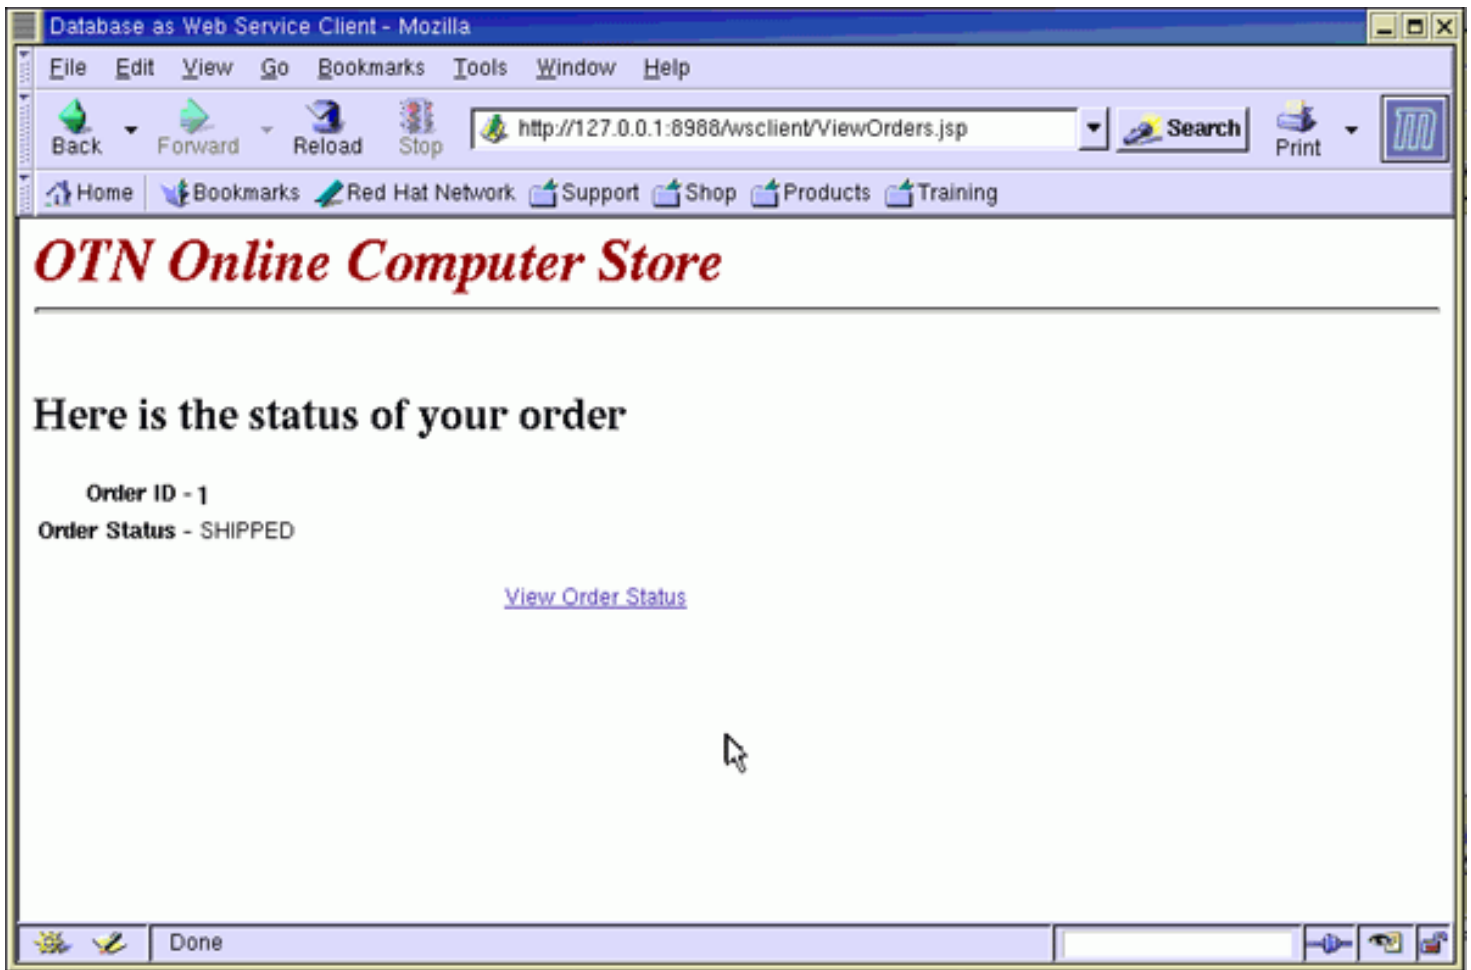 Database as Web Service Client - Mozilla
File Edit View Go Bookmarks Tools Window Help
Back Forward Reload Stop http://127.0.0.1:8988/wsclient/ViewOrders.jsp Search Print
Home Bookmarks Red Hat Network Support Shop Products Training
OTN Online Computer Store
Here is the status of your order
Order ID - 1
Order Status - SHIPPED
View Order Status
Done